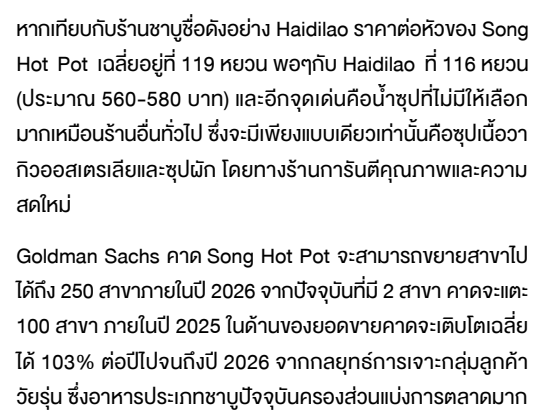 หากเทียบกับร้านชาบูชื่อดังอย่าง Haidilao ราคาต่อหัวของ Song
Hot Pot เฉลี่ยอยู่ที่ 119 หยวน พอๆกับ Haidilao ที่ 116 หยวน
(ประมาณ 560-580 บาท) และอีกจุดเด่นคือน้ำซุปที่ไม่มีให้เลือก
มากเหมือนร้านอื่นทั่วไป ซึ่งจะมีเพียงแบบเดียวเท่านั้นคือซุปเนื้อวา
กิวออสเตรเลียและซุปผัก โดยทางร้านการันตีคุณภาพและความ
สดใหม่
Goldman Sachs คาด Song Hot Pot จะสามารถขยายสาขาไป
ได้ถึง 250 สาขาภายในปี 2026 จากปัจจุบันที่มี 2 สาขา คาดจะแตะ
100 สาขา ภายในปี 2025 ในด้านของยอดขายคาดจะเติบโตเฉลี่ย
ได้ 103% ต่อปีไปจนถึงปี 2026 จากกลยุทธ์การเจาะกลุ่มลูกค้า
วัยรุ่น ซึ่งอาหารประเภทชาบูปัจจุบันครองส่วนแบ่งการตลาดมาก